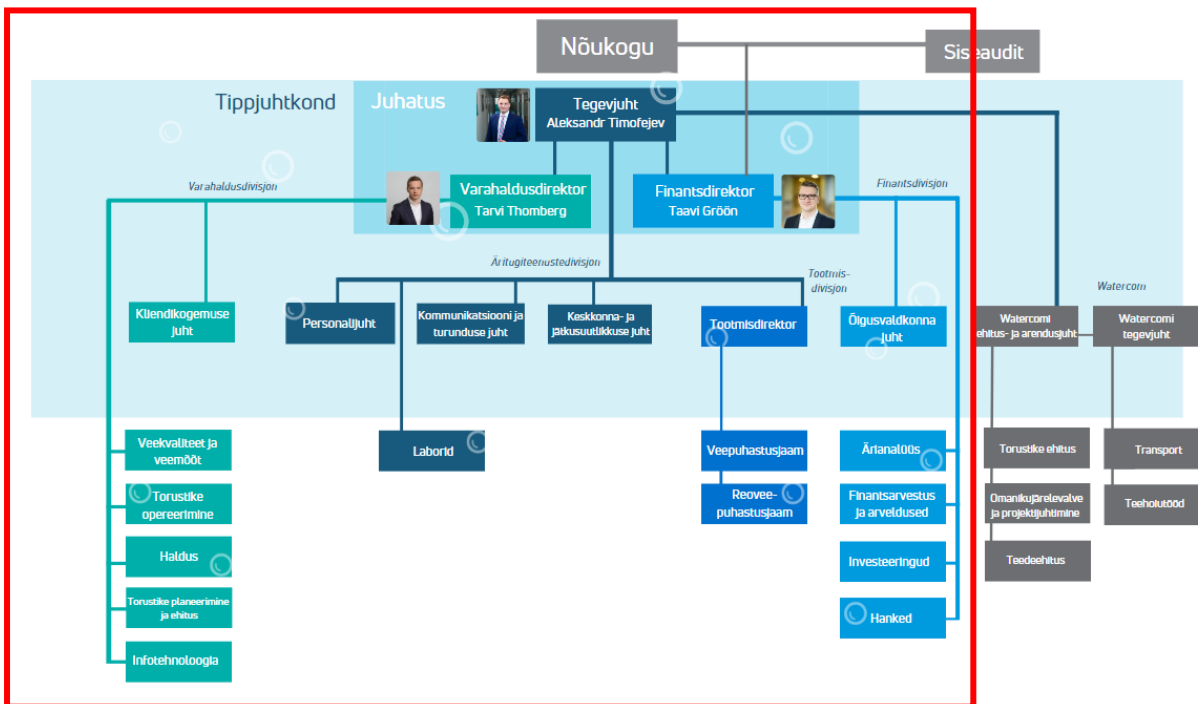 Nõukogu
Siseaudit
Tippjuhtkond
Juhatus
Tegevjuht
Aleksandr Timofejev
Varahaldusdivisjon
Varahaldusdirektor
Tarvi Thomberg
Finantsdirektor
Taavi Gröön
Finantsdivisjon
Äritugiteenustedivisjon
Tootmis-
divisjon
Watercom
Kliendikogemuse
juht
Personalijuht
Kommunikatsiooni ja
turunduse juht
Keskkonna- ja
jätkusuutlikkuse juht
Tootmisdirektor
Õigusvaldkonna
juht
Watercomi
ehitus- ja arendusjuht
Watercomi
tegevjuht
Veekvaliteet ja
veemõõt
Laborid
Veepuhastusjaam
Ärianalüüs
Torustike ehitus
Transport
Torustike
opereerimine
Reovee-
puhastusjaam
Finantsarvestus
ja arveldused
Omanikujärelevalve
ja projektijuhtimine
Teehoiutööd
Haldus
Investeeringud
Teedeehitus
Torustike planeerimine
ja ehitus
Hanked
Infotehnoloogia